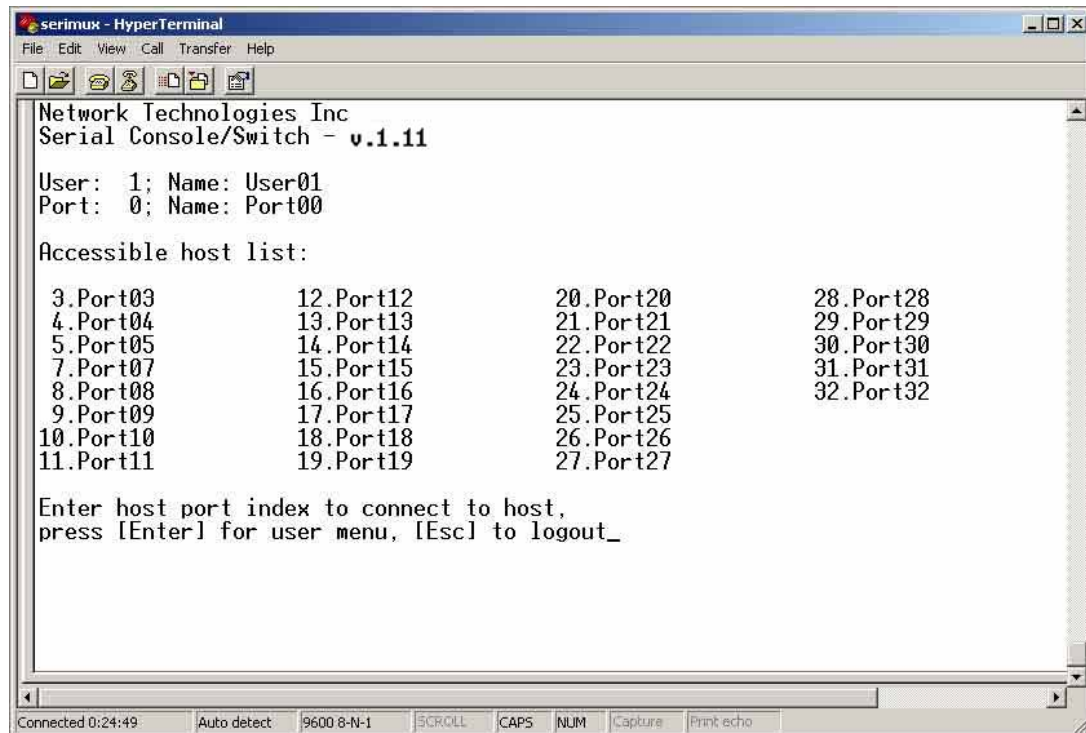 serimux - HyperTerminal
File Edit View Call Transfer Help
Network Technologies Inc
Serial Console/Switch - v.1.11
User: 1; Name: User01
Port: 0; Name: Port00
Accessible host list:
3.Port03 12.Port12 20.Port20 28.Port28
4.Port04 13.Port13 21.Port21 29.Port29
5.Port05 14.Port14 22.Port22 30.Port30
7.Port07 15.Port15 23.Port23 31.Port31
8.Port08 16.Port16 24.Port24 32.Port32
9.Port09 17.Port17 25.Port25
10.Port10 18.Port18 26.Port26
11.Port11 19.Port19 27.Port27
Enter host port index to connect to host,
press [Enter] for user menu, [Esc] to logout_
Connected 0:24:49 Auto detect 9600 8-N-1 SCROLL CAPS NUM Capture Print echo